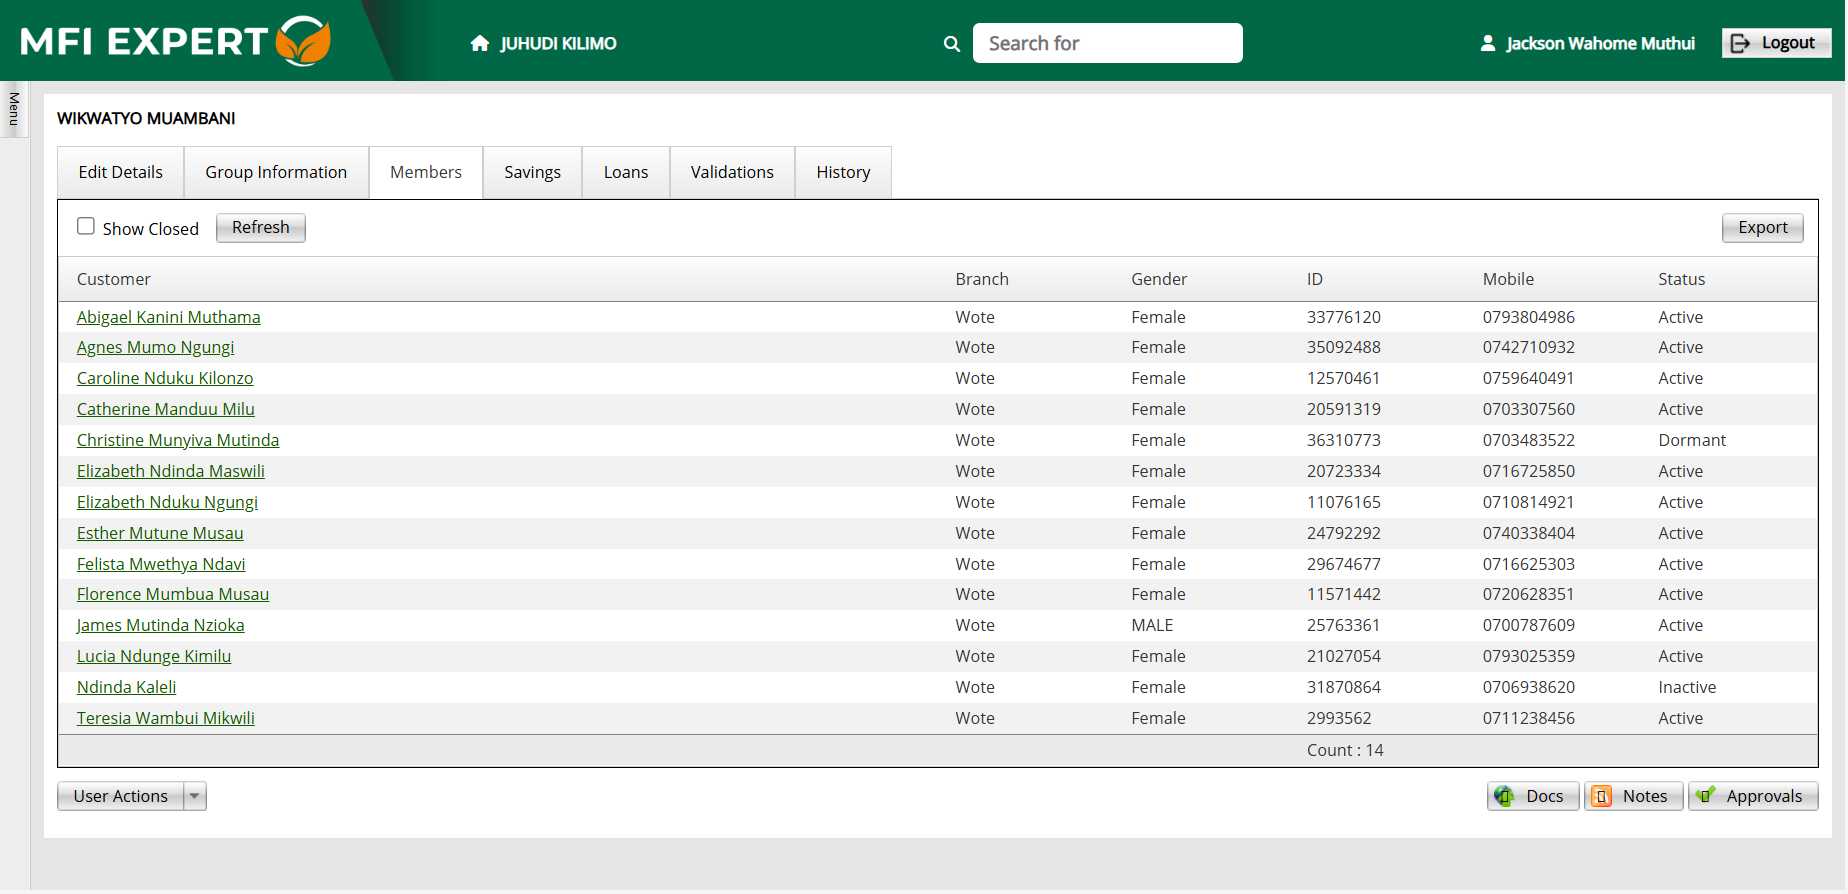 MFI EXPERT JUHUDI KILIMO Search for Jackson Wahome Muthui Logout
Menu
WIKWATYO MUAMBANI
Edit Details Group Information Members Savings Loans Validations History
Show Closed Refresh Export
Customer Branch Gender ID Mobile Status
Abigael Kanini Muthama Wote Female 33776120 0793804986 Active
Agnes Mumo Ngungi Wote Female 35092488 0742710932 Active
Caroline Nduku Kilonzo Wote Female 12570461 0759640491 Active
Catherine Manduu Milu Wote Female 20591319 0703307560 Active
Christine Munyiva Mutinda Wote Female 36310773 0703483522 Dormant
Elizabeth Ndinda Maswili Wote Female 20723334 0716725850 Active
Elizabeth Nduku Ngungi Wote Female 11076165 0710814921 Active
Esther Mutune Musau Wote Female 24792292 0740338404 Active
Felista Mwethya Ndavi Wote Female 29674677 0716625303 Active
Florence Mumbua Musau Wote Female 11571442 0720628351 Active
James Mutinda Nzioka Wote MALE 25763361 0700787609 Active
Lucia Ndunge Kimilu Wote Female 21027054 0793025359 Active
Ndinda Kaleli Wote Female 31870864 0706938620 Inactive
Teresia Wambui Mikwili Wote Female 2993562 0711238456 Active
Count : 14
User Actions Docs Notes Approvals